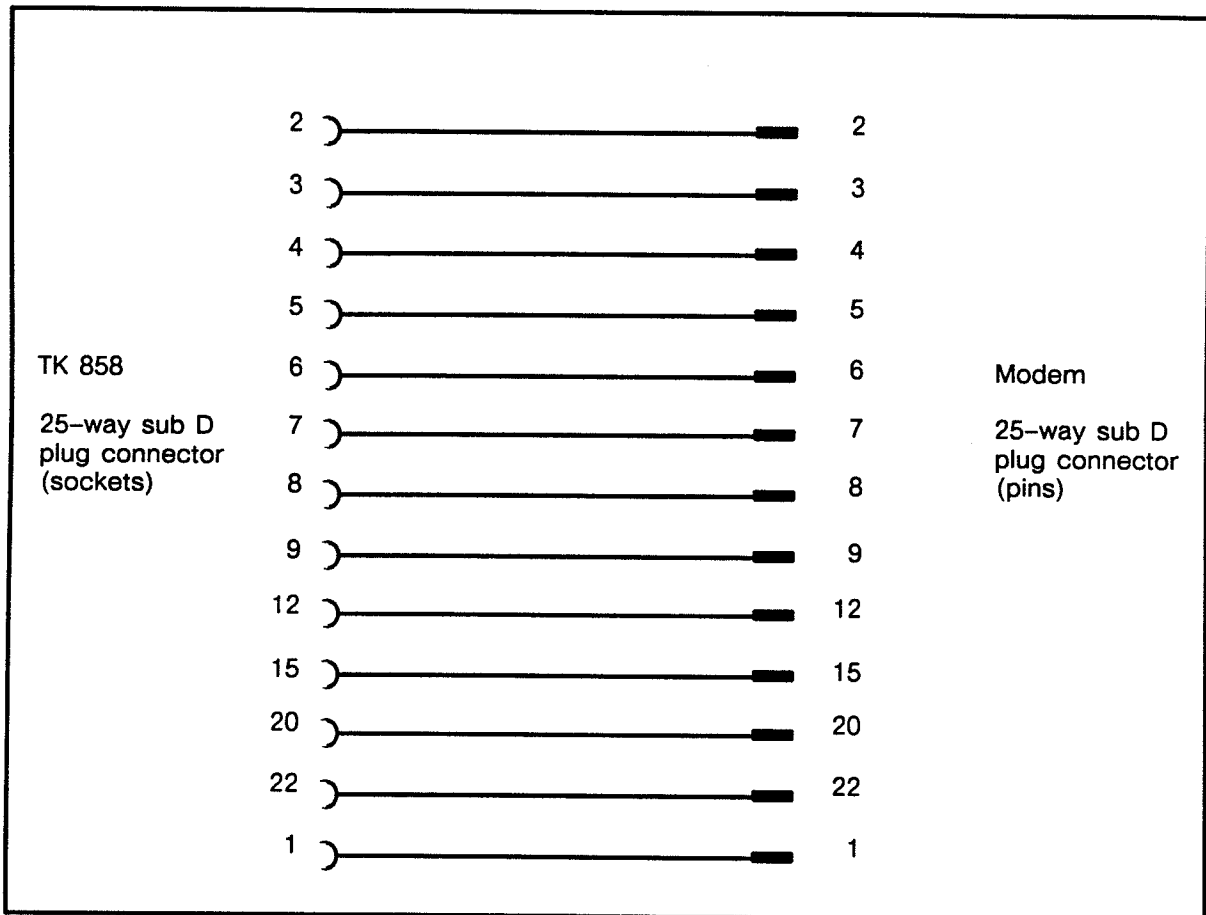 2 2
3 3
4 4
5 5
TK 858
6 6
Modem
25–way sub D
plug connector
(sockets)
7 7
25–way sub D
plug connector
(pins)
8 8
9 9
12 12
15 15
20 20
22 22
1 1